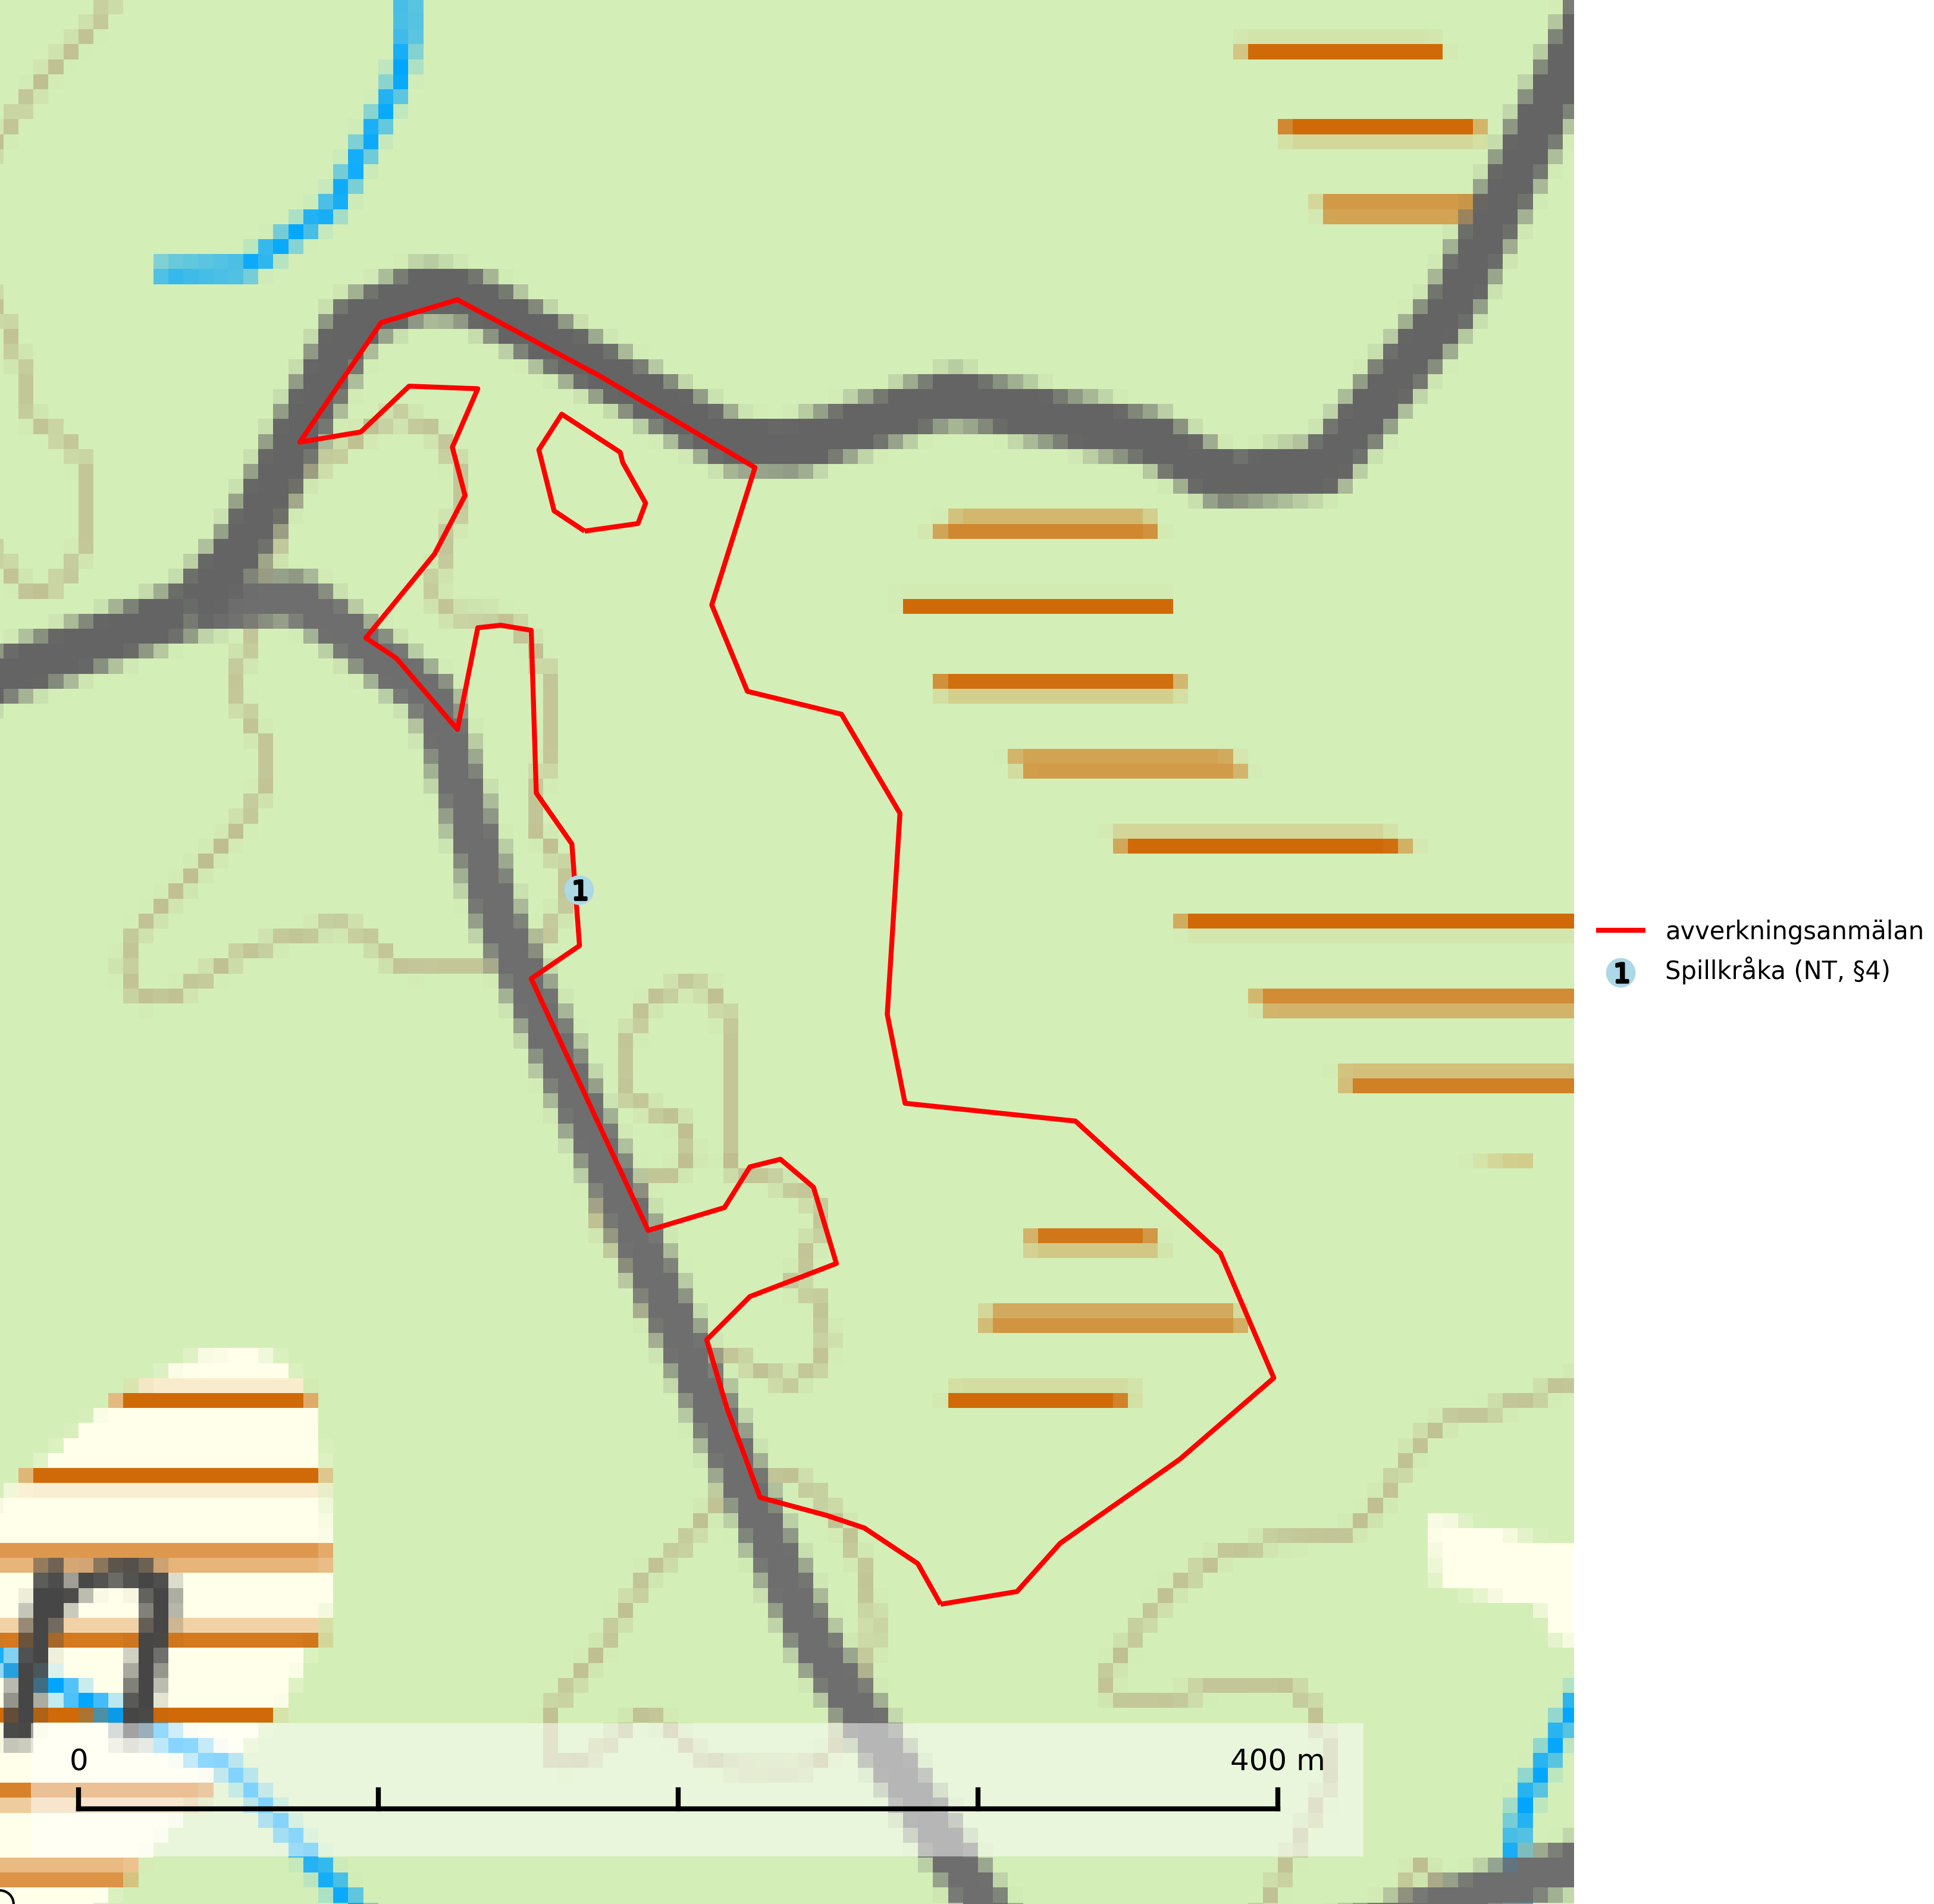 1
avverkningsanmälan
1 Spillkråka (NT, §4)
0 400 m